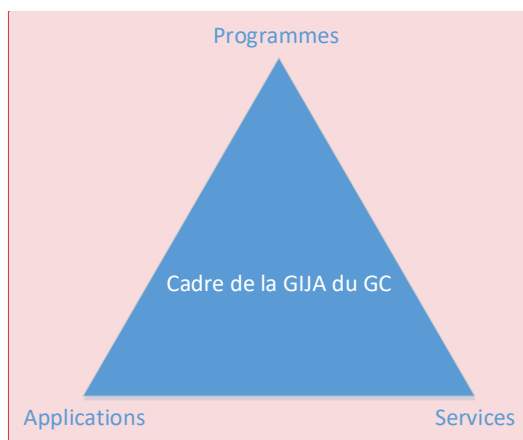 Programmes
Cadre de la GIJA du GC
Applications
Services